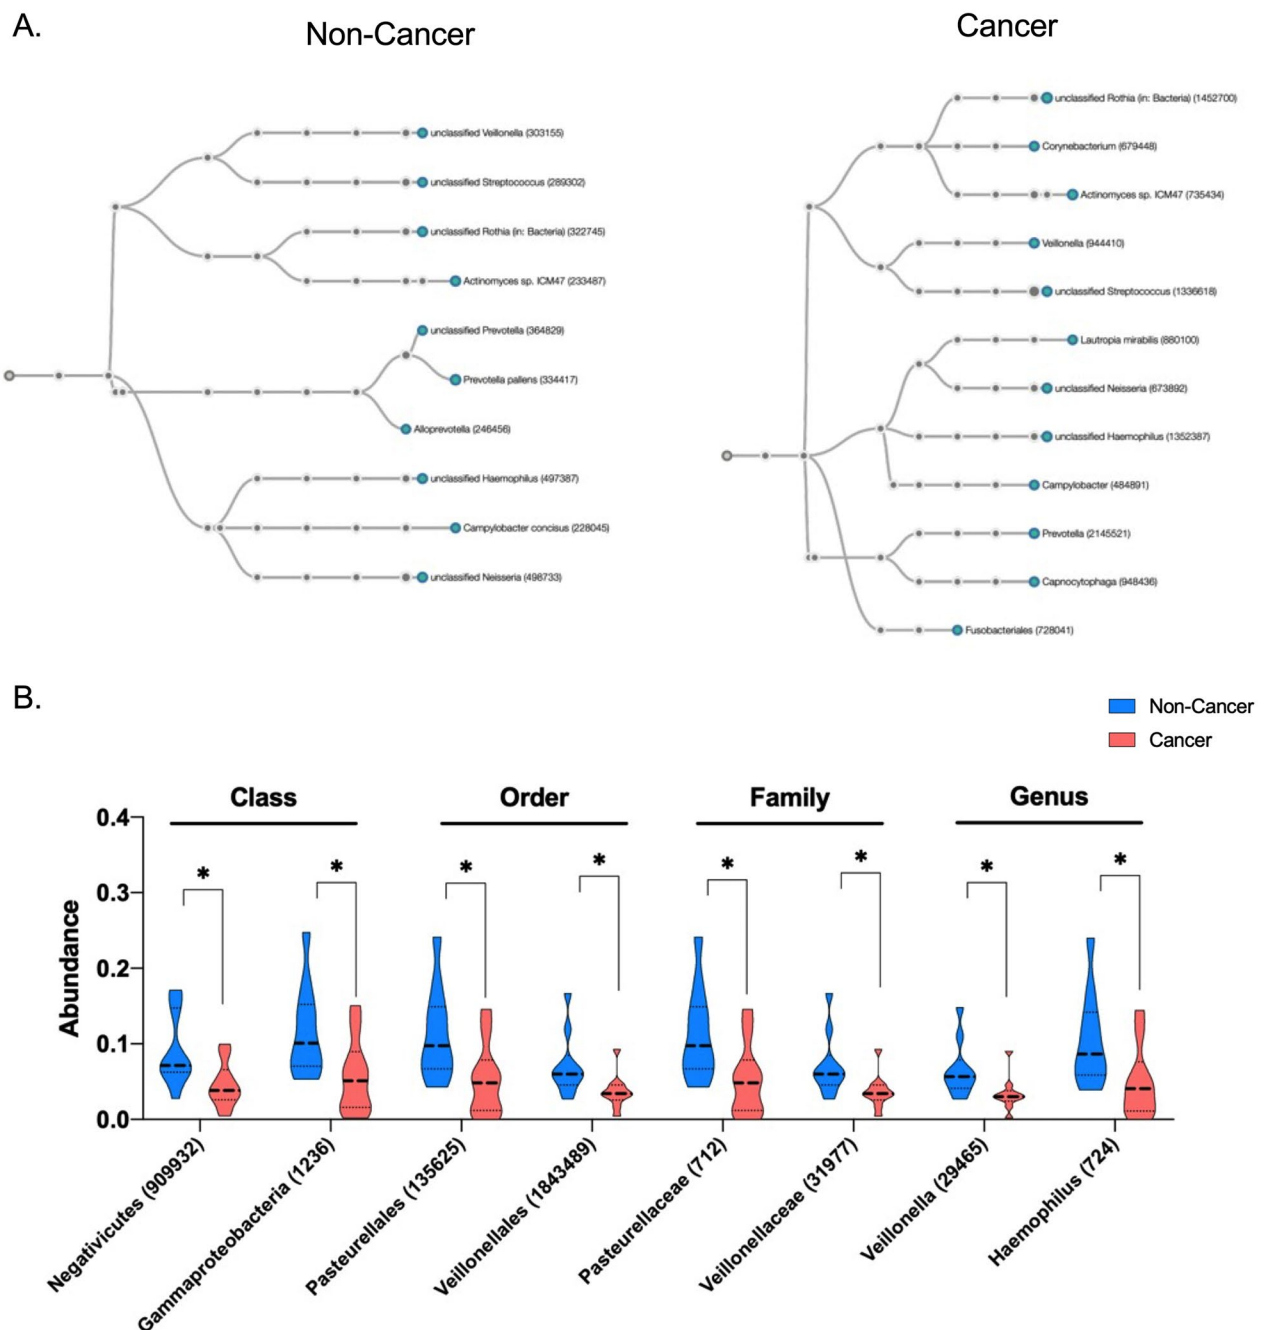 A.
Non-Cancer
Cancer
unclassified Veillonella (303155)
unclassified Streptococcus (289302)
unclassified Rothia (in: Bacteria) (322745)
Actinomyces sp. ICM47 (233487)
unclassified Prevotella (364829)
Prevotella pallens (334417)
Alloprevotella (246456)
unclassified Haemophilus (497387)
Campylobacter concisus (228045)
unclassified Neisseria (498733)
unclassified Rothia (in: Bacteria) (1452700)
Corynebacterium (679448)
Actinomyces sp. ICM47 (735434)
Veillonella (944410)
unclassified Streptococcus (1336618)
Lautropia mirabilis (880100)
unclassified Neisseria (673892)
unclassified Haemophilus (1352387)
Campylobacter (484891)
Prevotella (2145521)
Capnocytophaga (948436)
Fusobacteriales (728041)
B.
Non-Cancer
Cancer
Class
Order
Family
Genus
0.4
0.3
0.2
0.1
0.0
Abundance
*
*
*
*
*
*
*
*
Negativicutes (909932)
Gammaproteobacteria (1236)
Pasteurellales (135625)
Veillonellales (1843489)
Pasteurellaceae (712)
Veillonellaceae (31977)
Veillonella (29465)
Haemophilus (724)